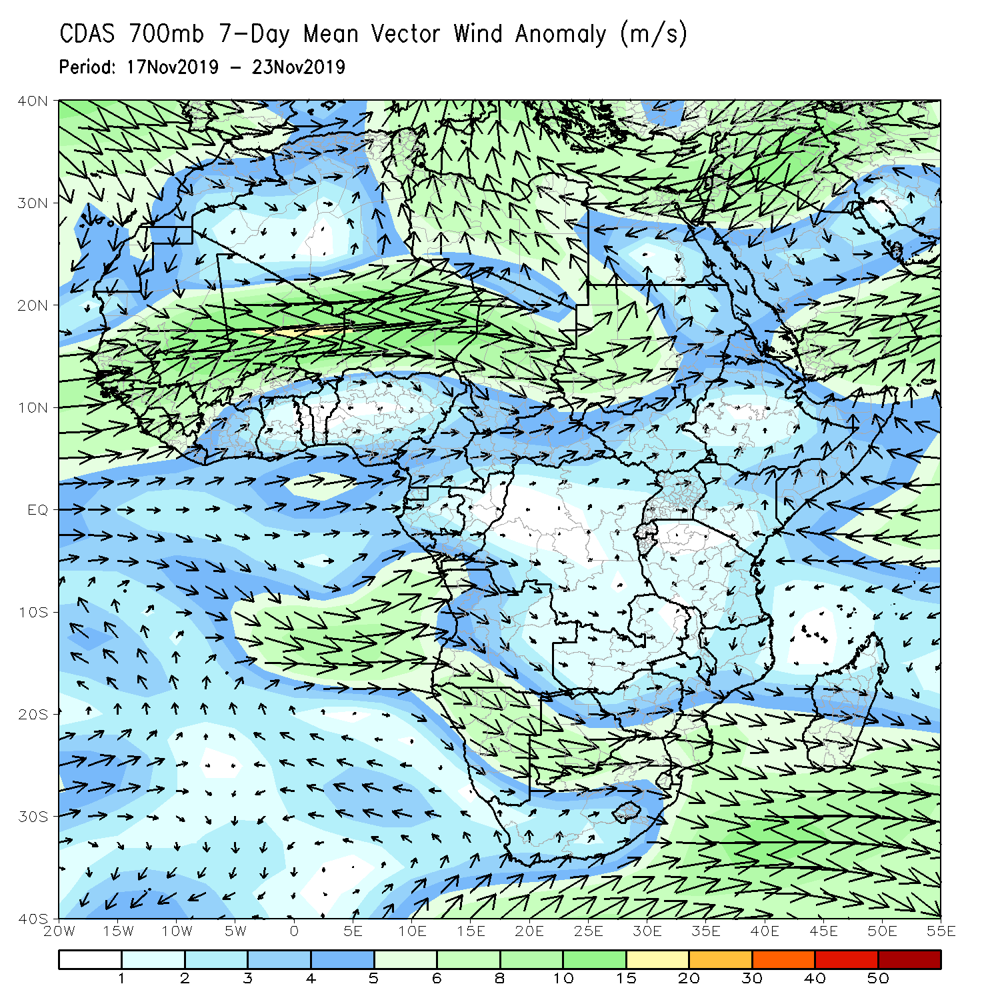 CDAS 700mb 7-Day Mean Vector Wind Anomaly (m/s)
Period: 17Nov2019 - 23Nov2019
40N
30N
20N
10N
EQ
10S
20S
30S
40S
20W 15W 10W 5W 0 5E 10E 15E 20E 25E 30E 35E 40E 45E 50E 55E
1 2 3 4 5 6 8 10 15 20 30 40 50